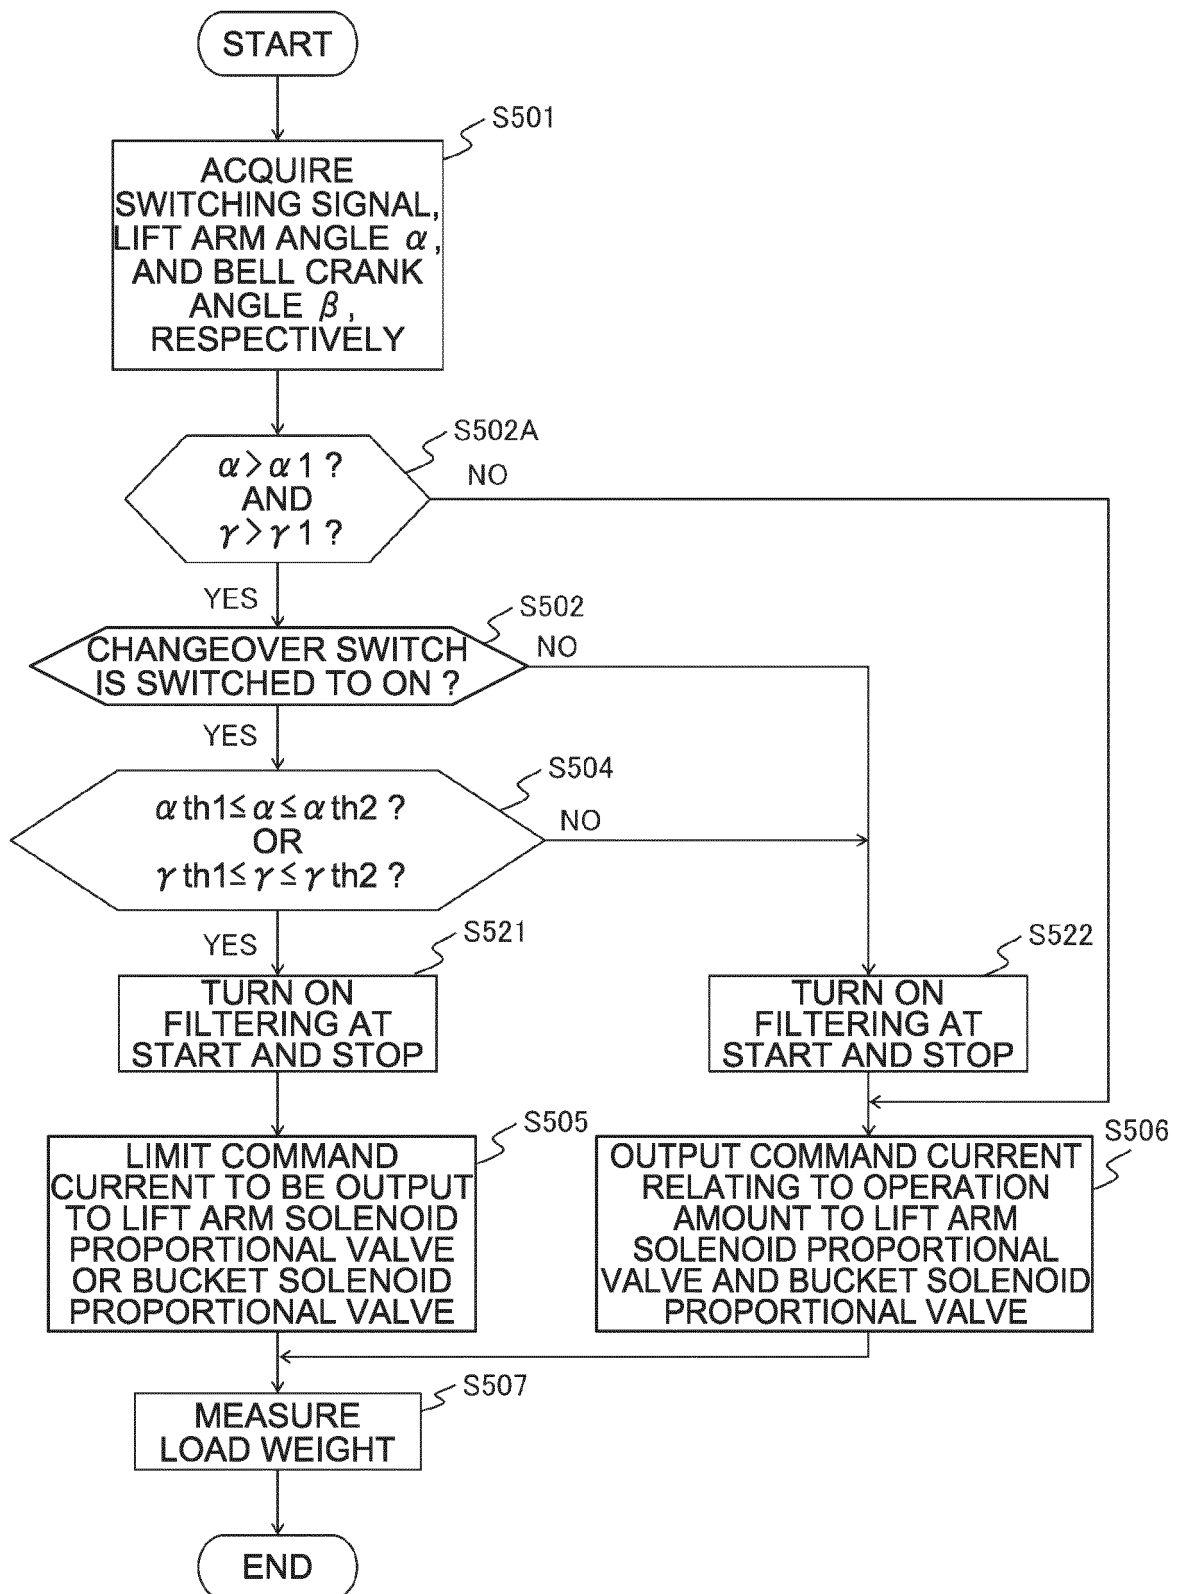 START
S501
ACQUIRE
SWITCHING SIGNAL,
LIFT ARM ANGLE α,
AND BELL CRANK
ANGLE β,
RESPECTIVELY
S502A
α>α1?
AND
γ>γ1?
NO
YES
S502
CHANGEOVER SWITCH
IS SWITCHED TO ON?
NO
YES
S504
αth1≤α≤αth2?
OR
γth1≤γ≤γth2?
NO
YES
S521
TURN ON
FILTERING AT
START AND STOP
S522
TURN ON
FILTERING AT
START AND STOP
S505
LIMIT COMMAND
CURRENT TO BE OUTPUT
TO LIFT ARM SOLENOID
PROPORTIONAL VALVE
OR BUCKET SOLENOID
PROPORTIONAL VALVE
S506
OUTPUT COMMAND CURRENT
RELATING TO OPERATION
AMOUNT TO LIFT ARM
SOLENOID PROPORTIONAL
VALVE AND BUCKET SOLENOID
PROPORTIONAL VALVE
S507
MEASURE
LOAD WEIGHT
END